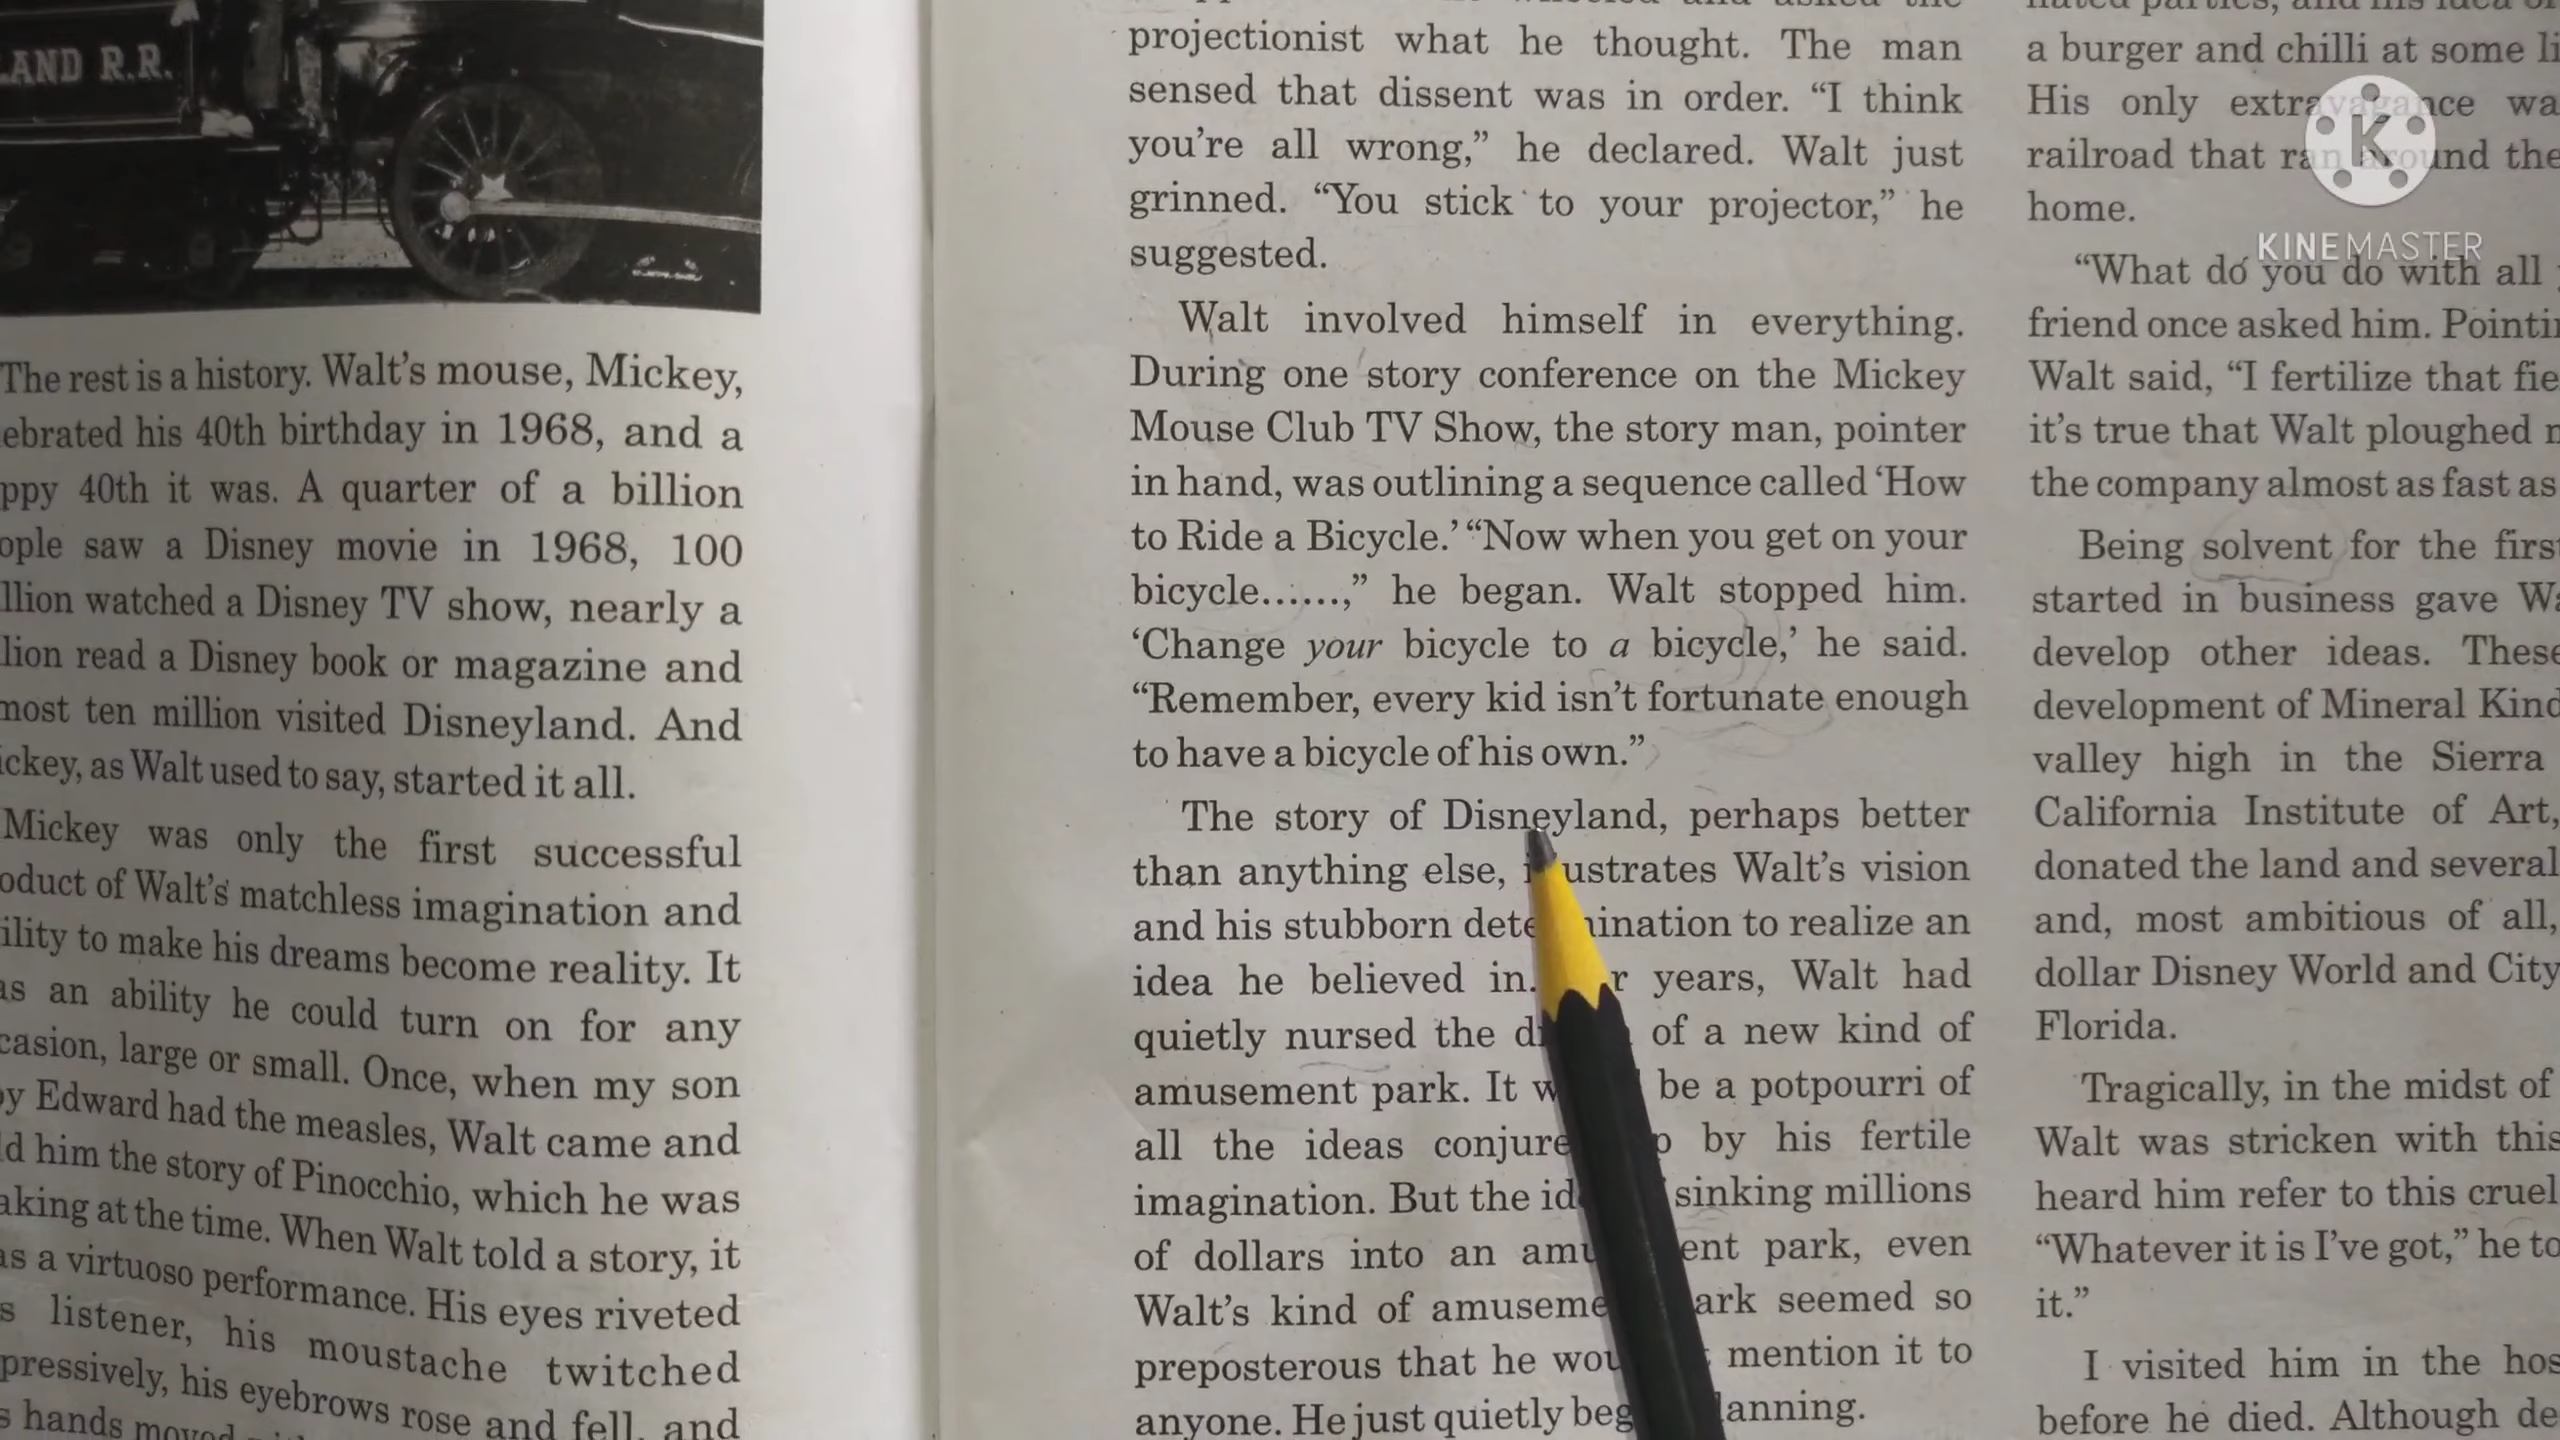 LAND R.R.
The rest is a history. Walt's mouse, Mickey,
ebrated his 40th birthday in 1968, and a
ppy 40th it was. A quarter of a billion
ople saw a Disney movie in 1968, 100
llion watched a Disney TV show, nearly a
lion read a Disney book or magazine and
most ten million visited Disneyland. And
ickey, as Walt used to say, started it all.
Mickey was only the first successful
oduct of Walt's matchless imagination and
ility to make his dreams become reality. It
as an ability he could turn on for any
casion, large or small. Once, when my son
oy Edward had the measles, Walt came and
ld him the story of Pinocchio, which he was
aking at the time. When Walt told a story, it
as a virtuoso performance. His eyes riveted
s listener, his moustache twitched
pressively, his eyebrows rose and fell, and
s hands moved
projectionist what he thought. The man
sensed that dissent was in order. “I think
you're all wrong,” he declared. Walt just
grinned. “You stick to your projector,” he
suggested.
Walt involved himself in everything.
During one story conference on the Mickey
Mouse Club TV Show, the story man, pointer
in hand, was outlining a sequence called ‘How
to Ride a Bicycle.’ “Now when you get on your
bicycle......,” he began. Walt stopped him.
‘Change your bicycle to a bicycle,’ he said.
“Remember, every kid isn't fortunate enough
to have a bicycle of his own.”
The story of Disneyland, perhaps better
than anything else, illustrates Walt's vision
and his stubborn dete ination to realize an
idea he believed in. r years, Walt had
quietly nursed the d of a new kind of
amusement park. It w be a potpourri of
all the ideas conjure p by his fertile
imagination. But the id sinking millions
of dollars into an amu ent park, even
Walt's kind of amuseme ark seemed so
preposterous that he wou mention it to
anyone. He just quietly beg lanning.
a burger and chilli at some li
His only extravagance wa
railroad that ran around the
home.
“What do you do with all
friend once asked him. Pointin
Walt said, “I fertilize that fie
it's true that Walt ploughed
the company almost as fast as
Being solvent for the first
started in business gave Wa
develop other ideas. These
development of Mineral Kind
valley high in the Sierra
California Institute of Art,
donated the land and several
and, most ambitious of all,
dollar Disney World and City
Florida.
Tragically, in the midst of
Walt was stricken with this
heard him refer to this cruel
“Whatever it is I've got,” he to
it.”
I visited him in the hos
before he died. Although de
K
KINEMASTER